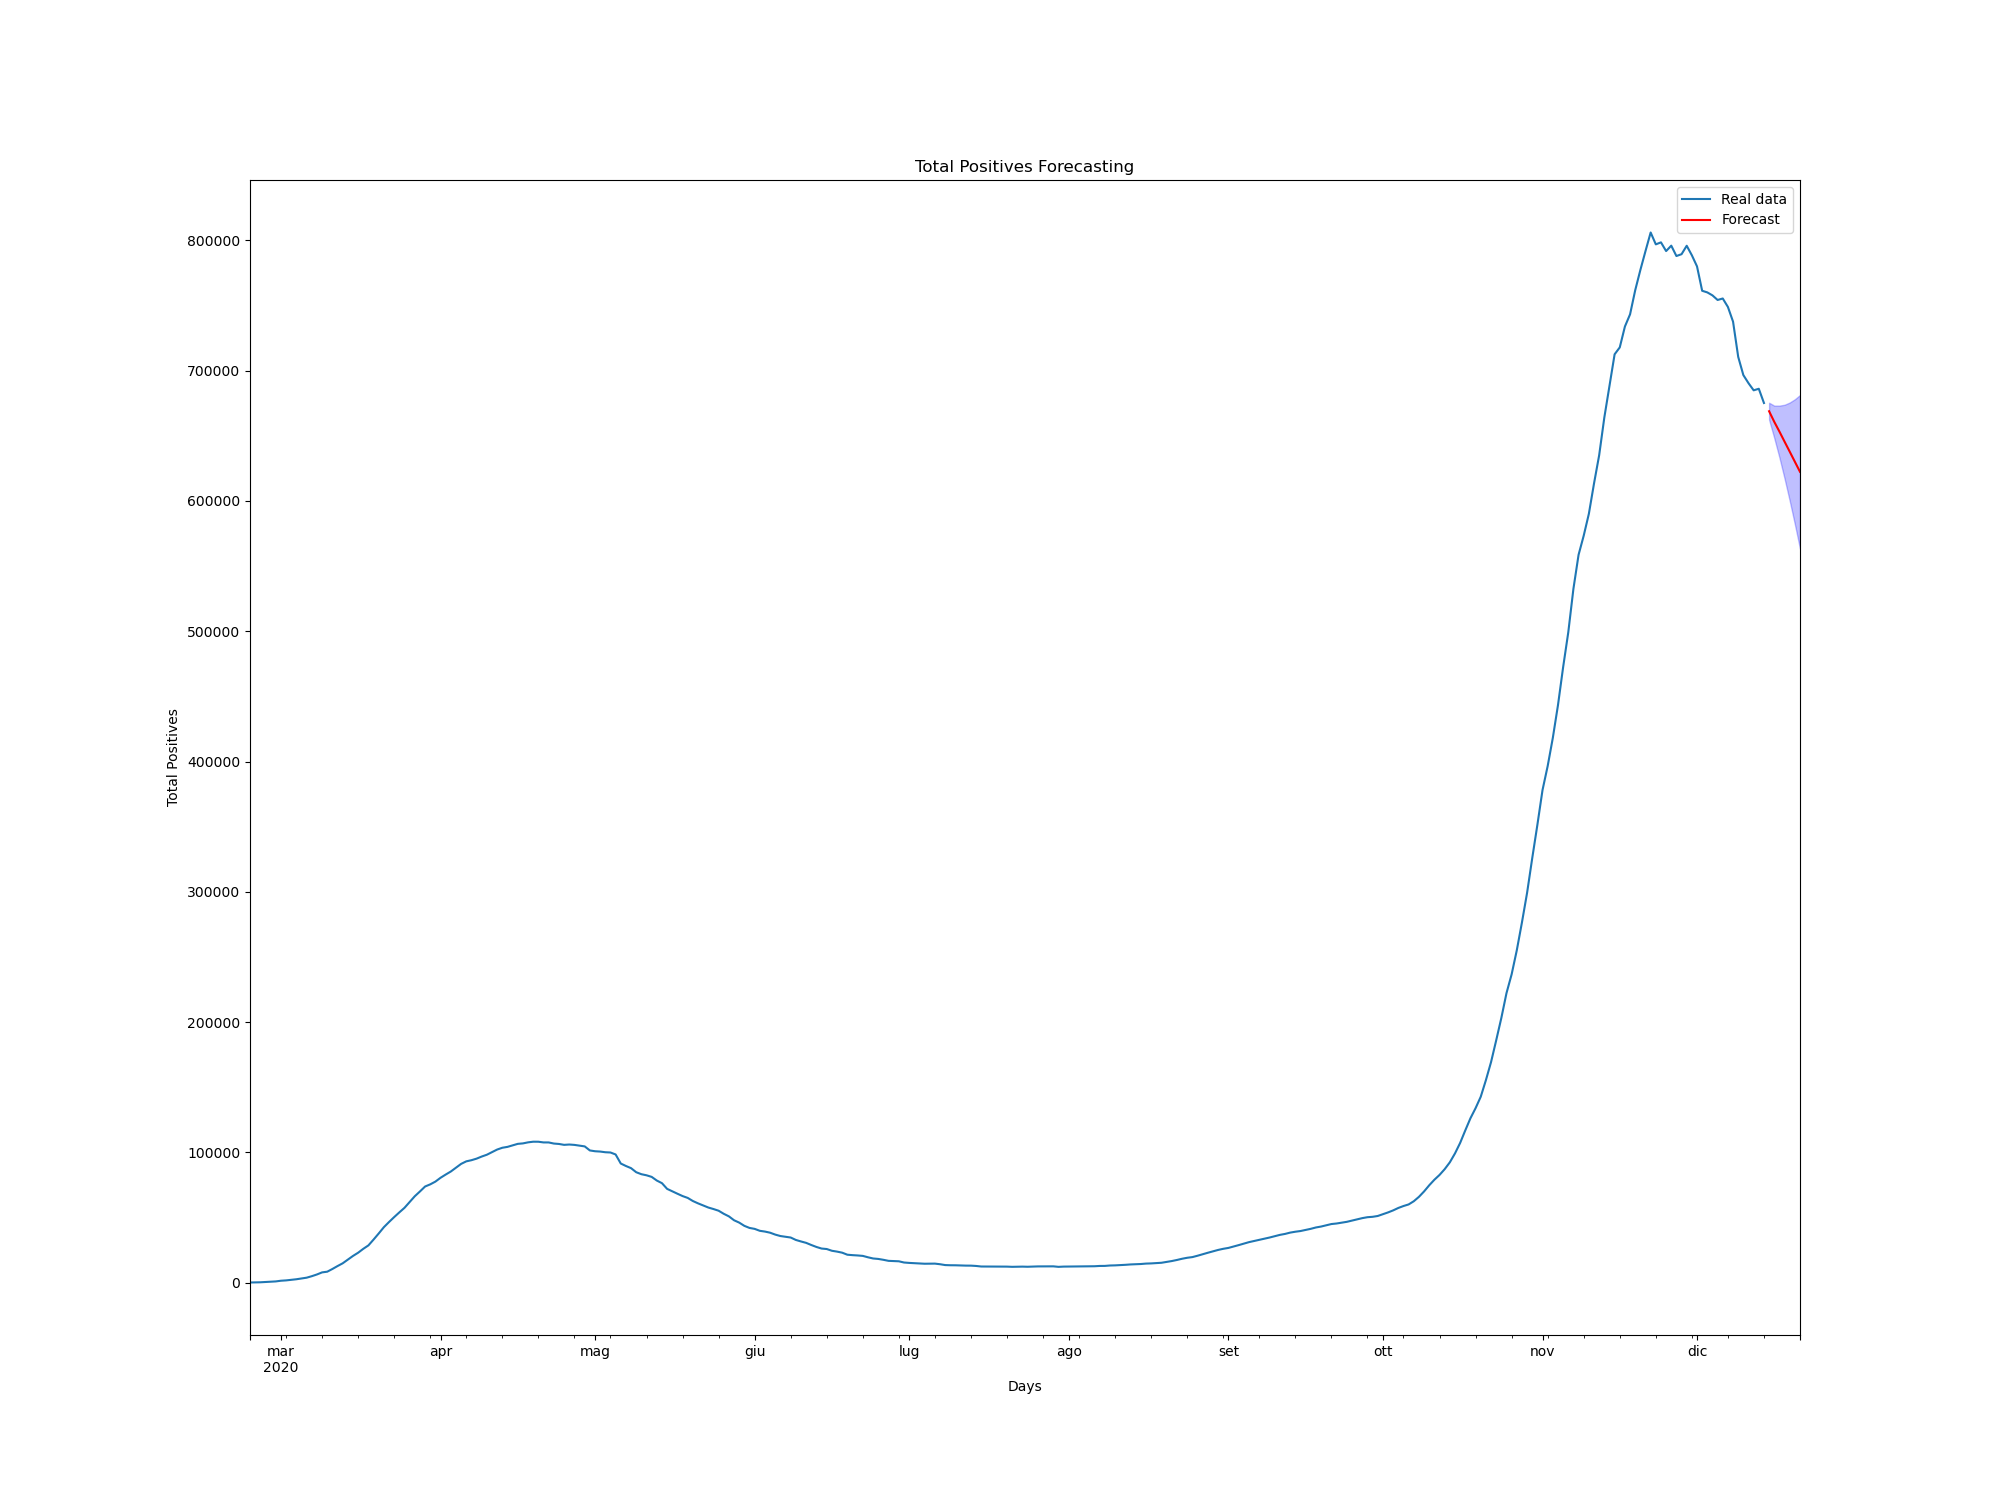 Total Positives Forecasting
Real data
Forecast
800000
700000
600000
500000
400000
300000
200000
100000
0
Total Positives
mar apr mag giu lug ago set ott nov dic
2020
Days